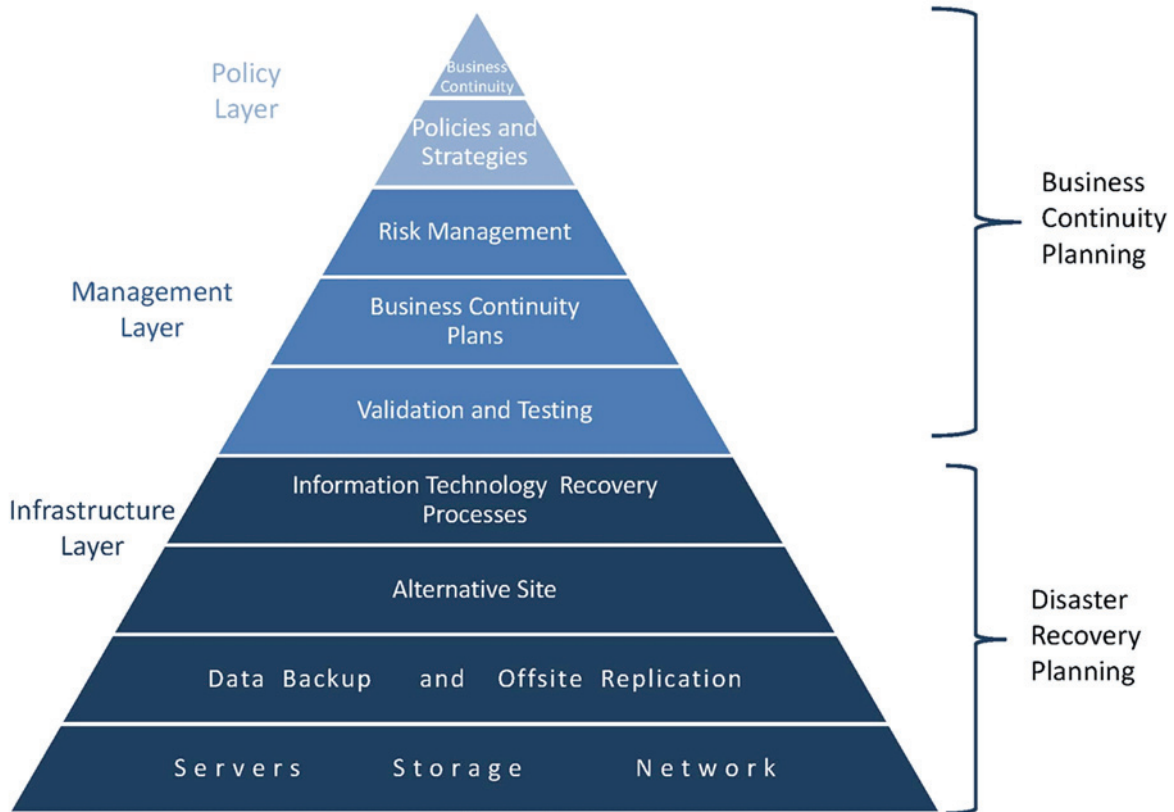 Policy
Layer
Business
Continuity
Policies and
Strategies
Risk Management
Management
Layer
Business Continuity
Plans
Validation and Testing
Business
Continuity
Planning
Infrastructure
Layer
Information Technology Recovery
Processes
Alternative Site
Data Backup and Offsite Replication
Servers Storage Network
Disaster
Recovery
Planning